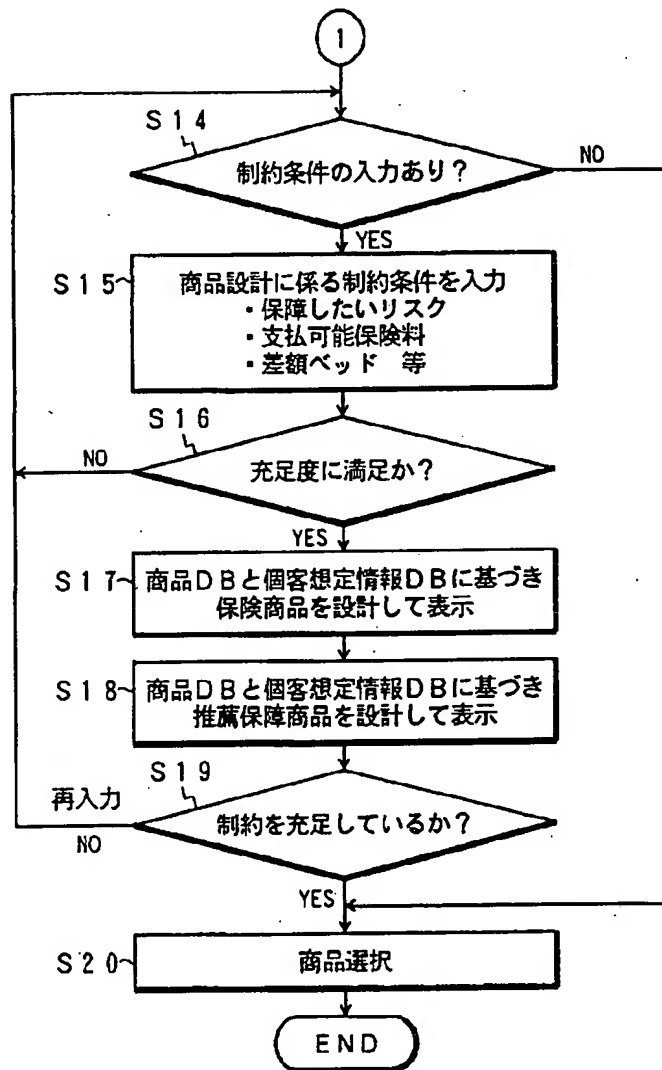 1
S14
制約条件の入力あり?
NO
YES
S15
商品設計に係る制約条件を入力
・保障したいリスク
・支払可能保険料
・差額ベッド 等
S16
NO
充足度に満足か?
YES
S17
商品DBと個客想定情報DBに基づき
保険商品を設計して表示
S18
商品DBと個客想定情報DBに基づき
推薦保障商品を設計して表示
S19
再入力
制約を充足しているか?
NO
YES
S20
商品選択
END